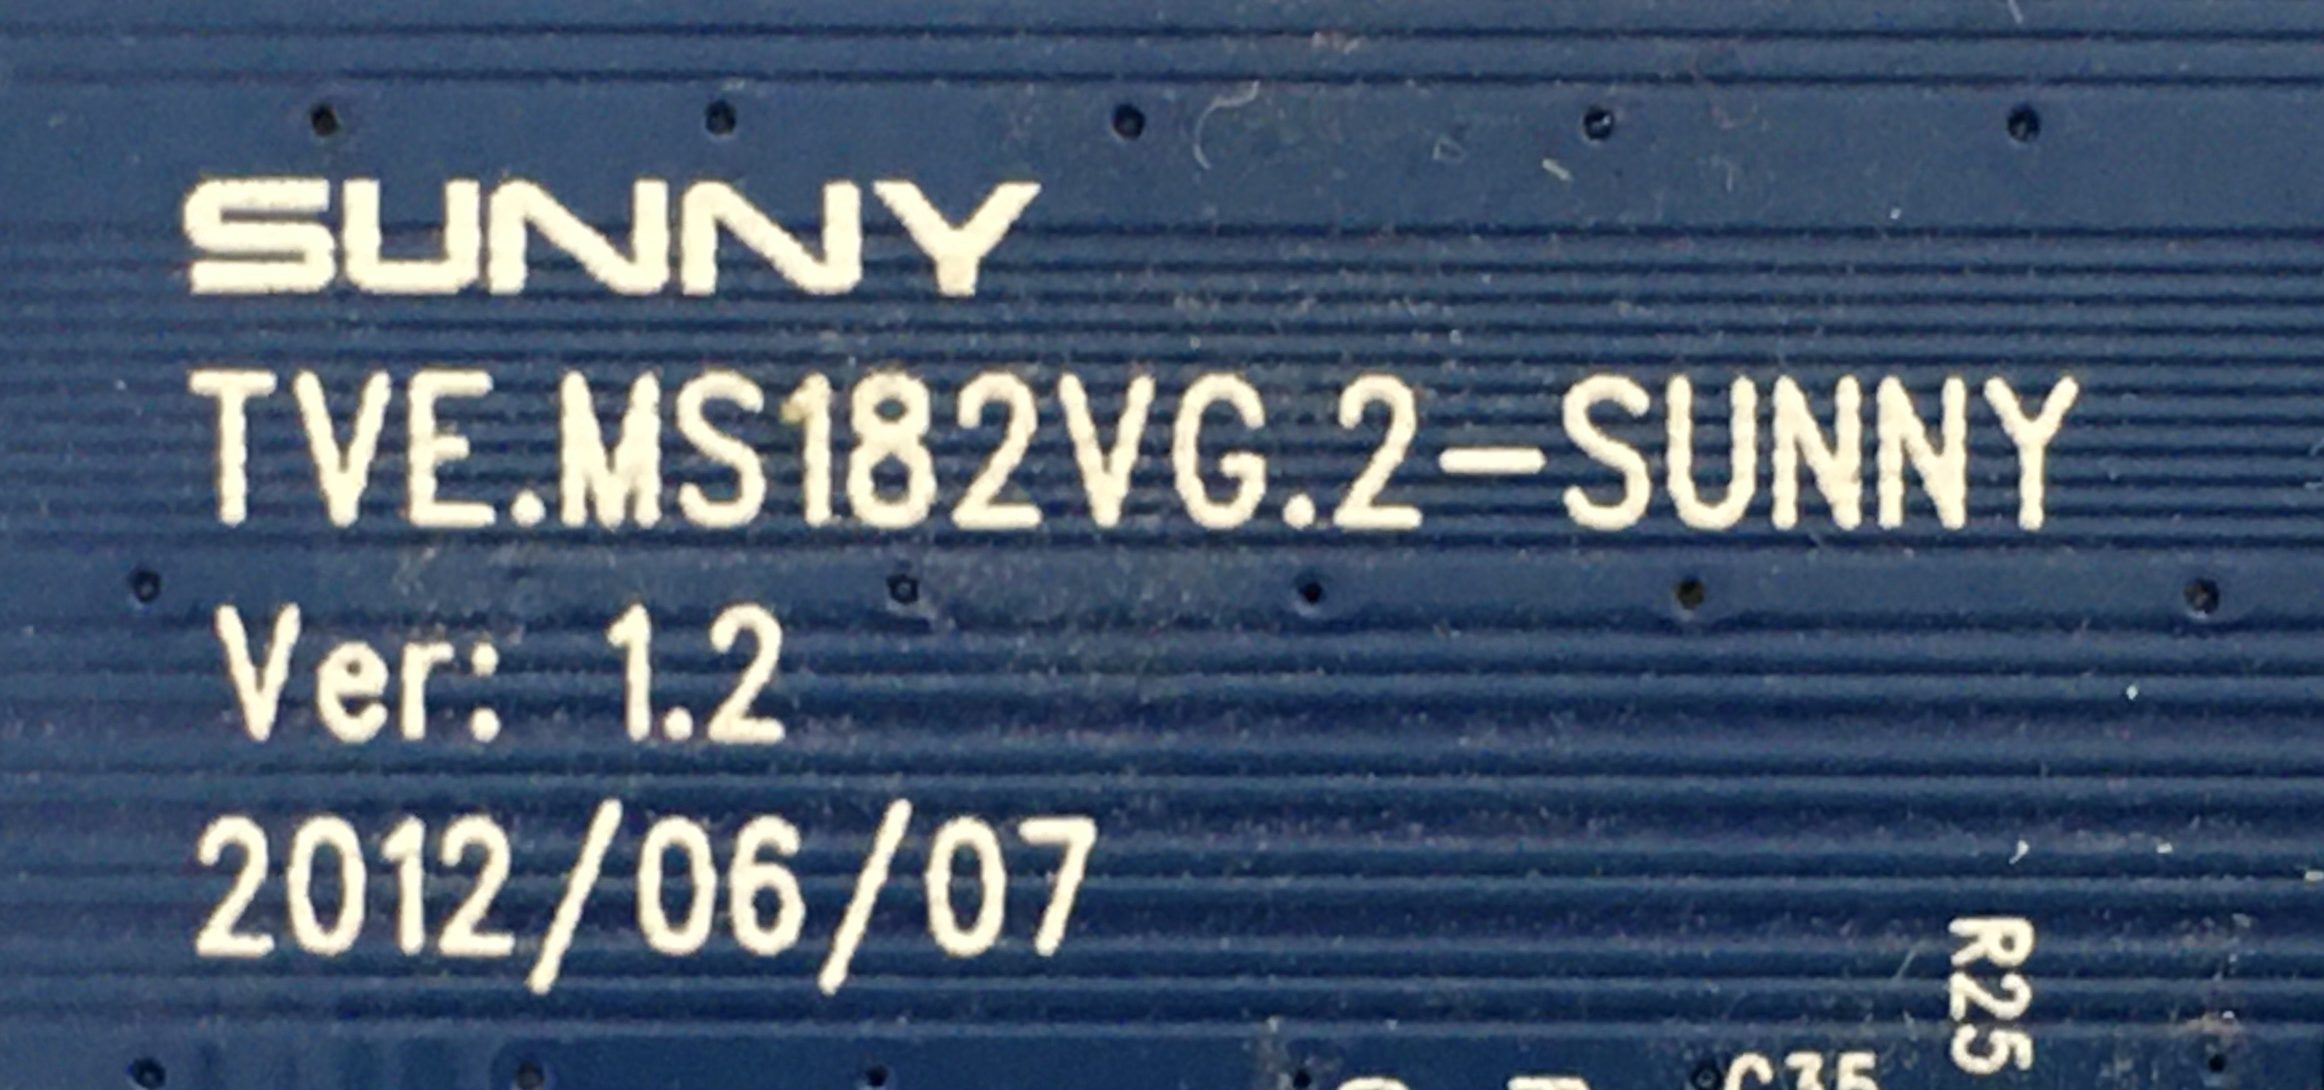 SUNNY
TVE.MS182VG.2-SUNNY
Ver: 1.2
2012/06/07
R25
C35